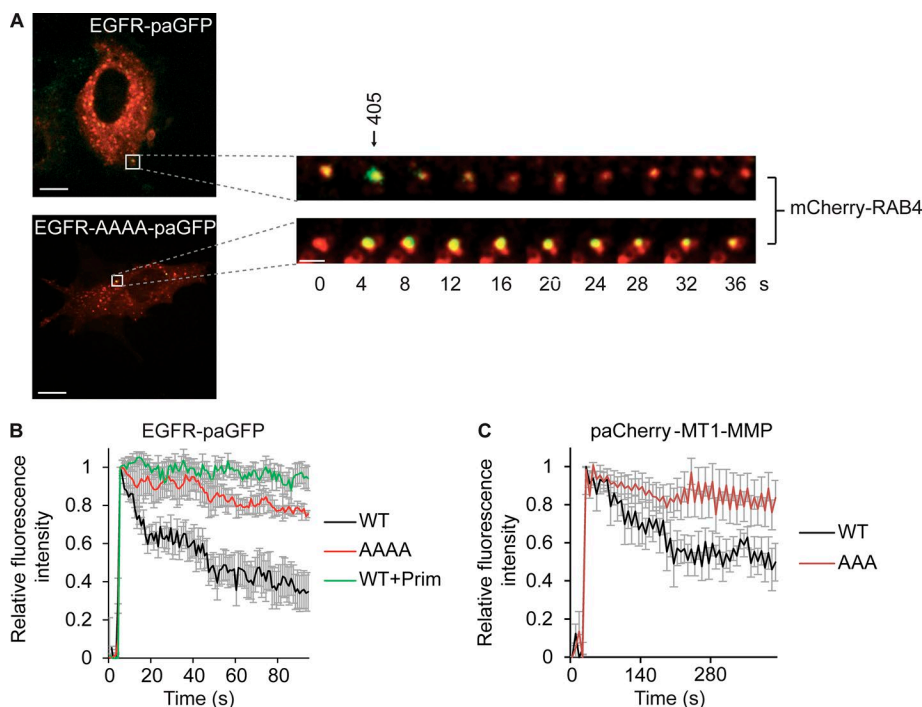 A
EGFR-paGFP
405
EGFR-AAAA-paGFP
mCherry-RAB4
0 4 8 12 16 20 24 28 32 36 s
B
EGFR-paGFP
Relative fluorescence
intensity
1
0.8
0.6
0.4
0.2
0
0 20 40 60 80
Time (s)
WT
AAAA
WT+Prim
C
paCherry-MT1-MMP
Relative fluorescence
intensity
1
0.8
0.6
0.4
0.2
0
0 140 280
Time (s)
WT
AAA